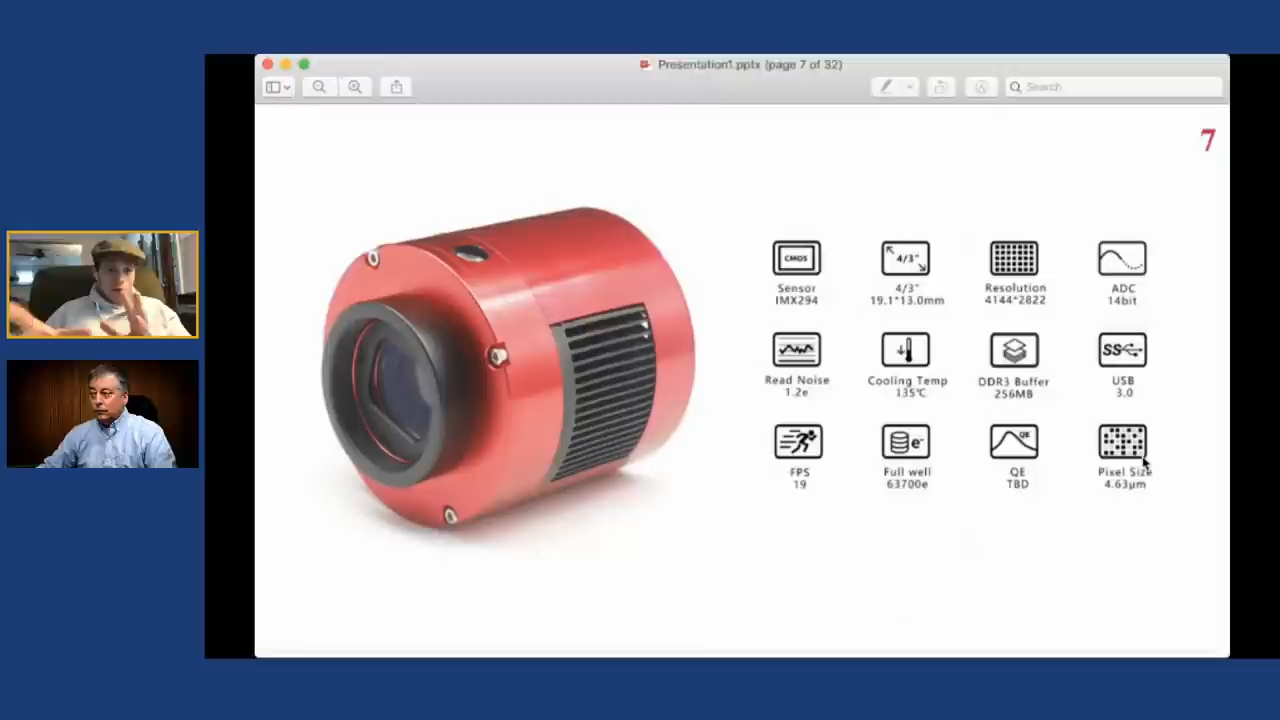 Presentation1.pptx (page 7 of 32)
Search
7
CMOS
4/3"
Sensor
IMX294
4/3"
19.1*13.0mm
Resolution
4144*2822
ADC
14bit
Read Noise
1.2e
Cooling Temp
135℃
DDR3 Buffer
256MB
SS
USB
3.0
e-
QE
FPS
19
Full well
63700e
QE
TBD
Pixel Size
4.63μm